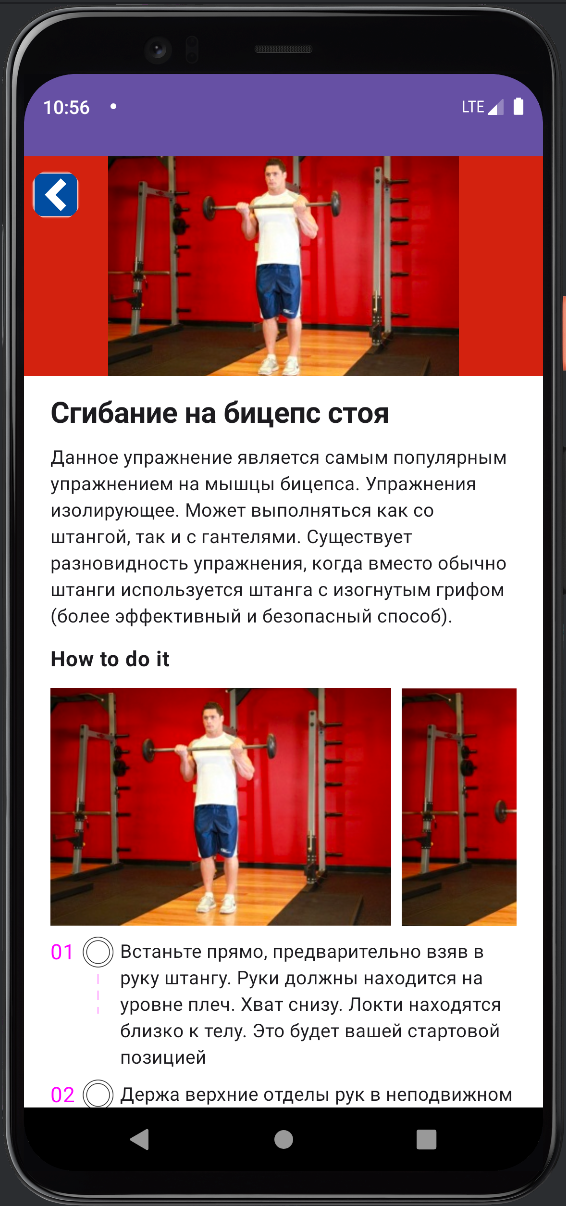 10:56
LTE
Сгибание на бицепс стоя
Данное упражнение является самым популярным
упражнением на мышцы бицепса. Упражнения
изолирующее. Может выполняться как со
штангой, так и с гантелями. Существует
разновидность упражнения, когда вместо обычно
штанги используется штанга с изогнутым грифом
(более эффективный и безопасный способ).
How to do it
01 Встаньте прямо, предварительно взяв в
руку штангу. Руки должны находится на
уровне плеч. Хват снизу. Локти находятся
близко к телу. Это будет вашей стартовой
позицией
02 Держа верхние отделы рук в неподвижном